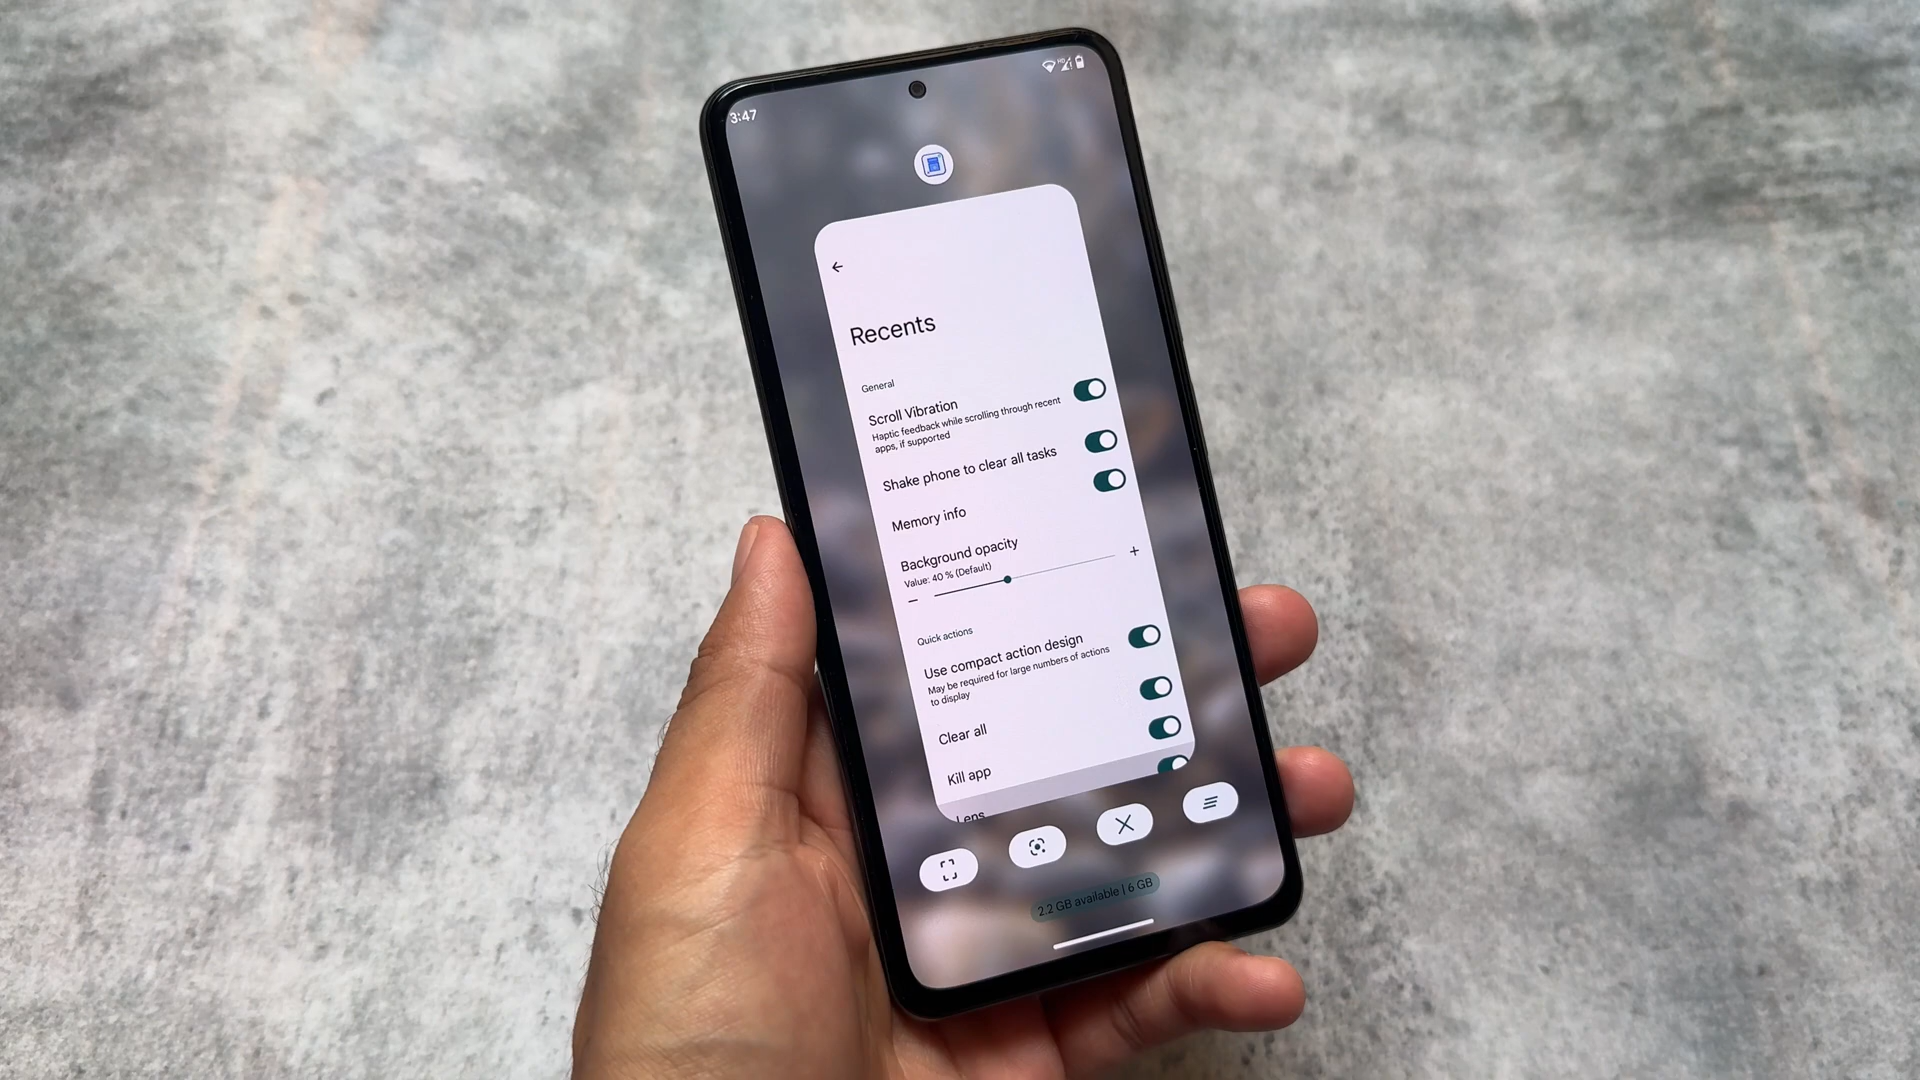 3:47
HD
Recents
General
Scroll Vibration
Haptic feedback while scrolling through recent
apps, if supported
Shake phone to clear all tasks
Memory info
Background opacity
Value: 40 % (Default)
Quick actions
Use compact action design
May be required for large numbers of actions
to display
Clear all
Kill app
Lens
2.2 GB available | 6 GB